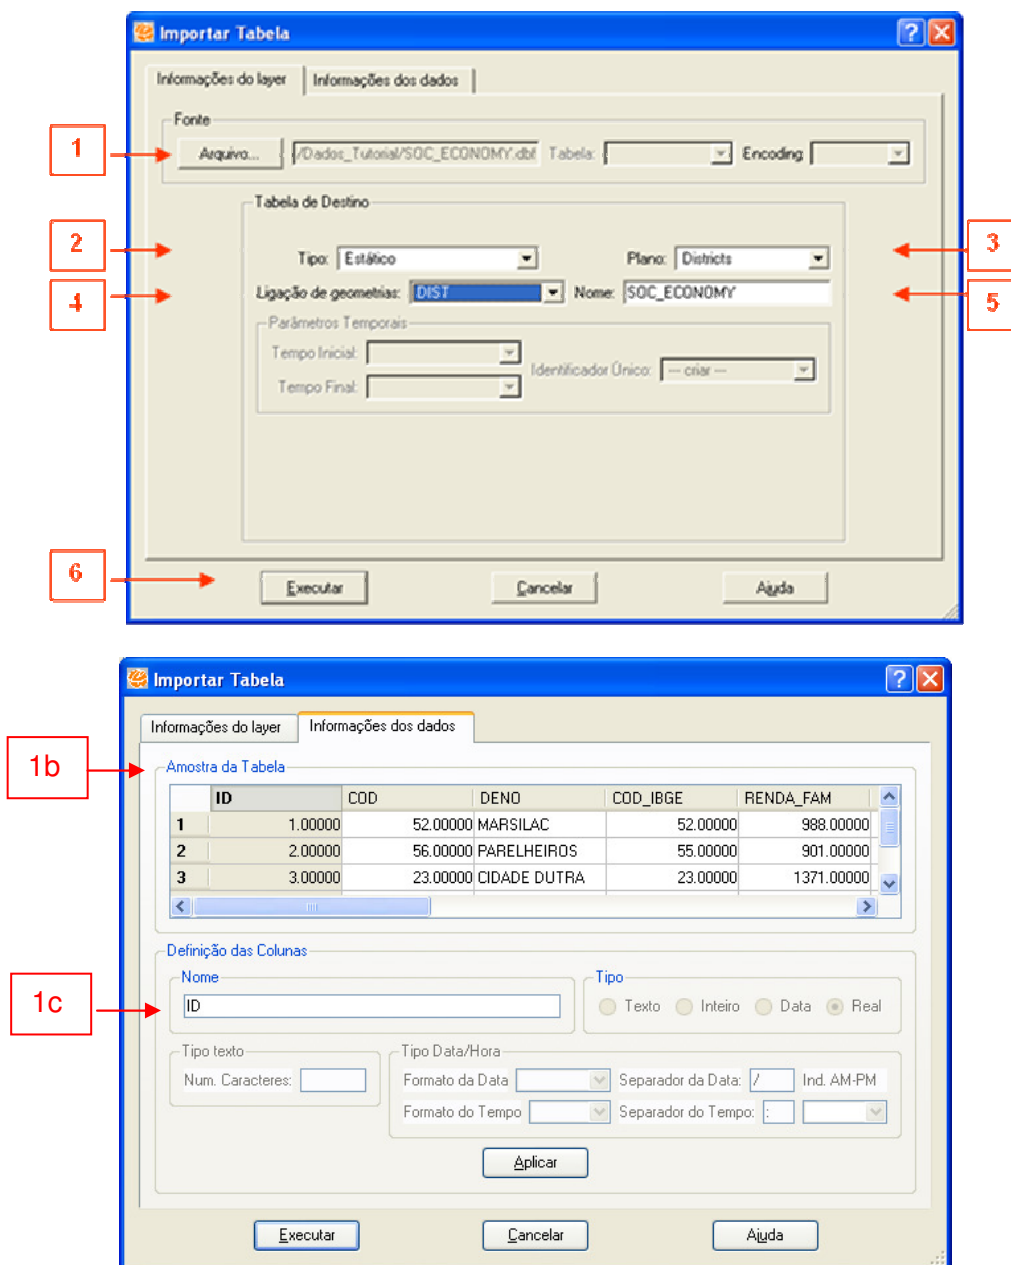 Importar Tabela
Informações do layer Informações dos dados
Fonte
1 Arquivo... /Dados_Tutorial/SOC_ECONOMY.dbf Tabela: Encoding
Tabela de Destino
2 Tipo: Estático Plano: Districts 3
4 Ligação de geometrias: DIST Nome: SOC_ECONOMY 5
Parâmetros Temporais
Tempo Inicial:
Identificador Único: --- criar ---
Tempo Final:
6 Executar Cancelar Ajuda
Importar Tabela
Informações do layer Informações dos dados
1b Amostra da Tabela
ID COD DENO COD_IBGE RENDA_FAM
1 1.00000 52.00000 MARSILAC 52.00000 988.00000
2 2.00000 56.00000 PARELHEIROS 55.00000 901.00000
3 3.00000 23.00000 CIDADE DUTRA 23.00000 1371.00000
Definição das Colunas
Nome Tipo
1c ID Texto Inteiro Data Real
Tipo texto Tipo Data/Hora
Num. Caracteres: Formato da Data Separador da Data: / Ind. AM-PM
Formato do Tempo Separador do Tempo: :
Aplicar
Executar Cancelar Ajuda